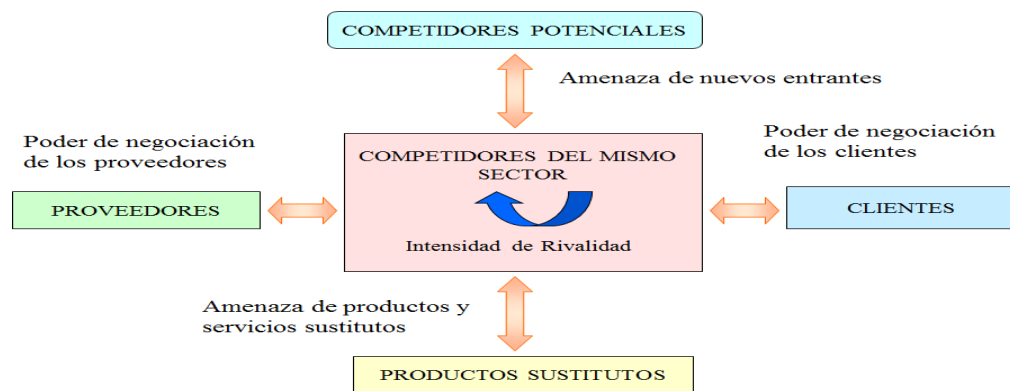 COMPETIDORES POTENCIALES
Amenaza de nuevos entrantes
Poder de negociación
de los proveedores
Poder de negociación
de los clientes
COMPETIDORES DEL MISMO
SECTOR
PROVEEDORES
CLIENTES
Intensidad de Rivalidad
Amenaza de productos y
servicios sustitutos
PRODUCTOS SUSTITUTOS